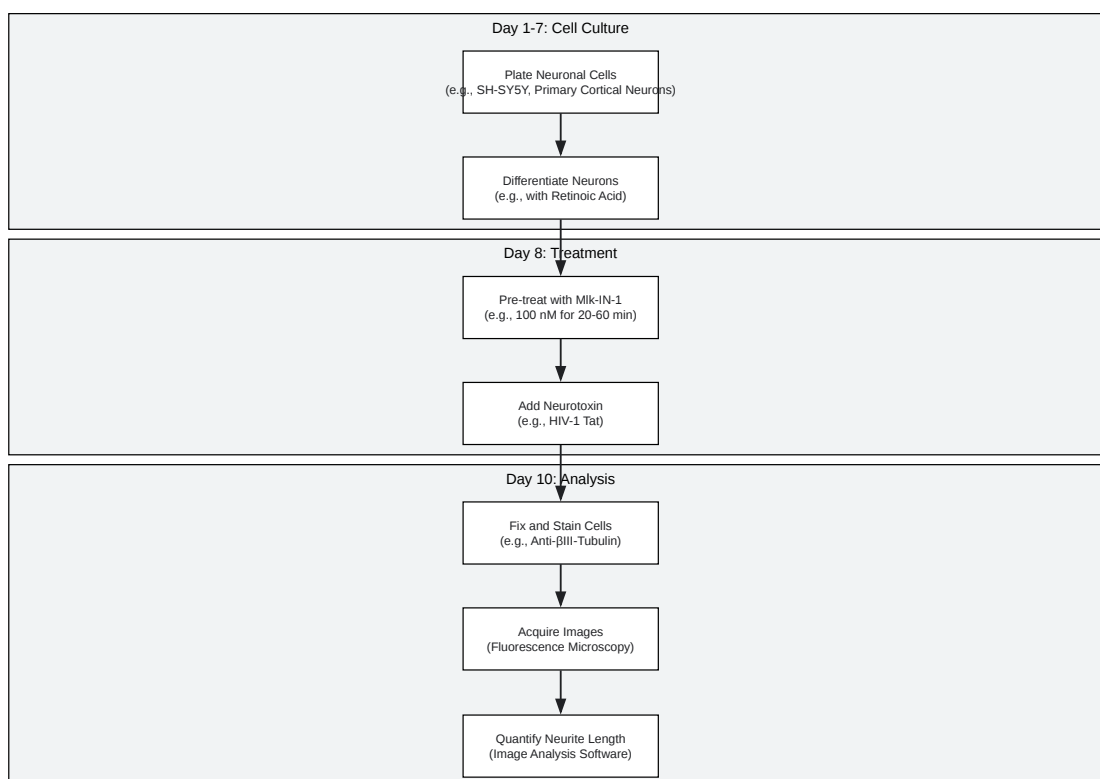 Day 1-7: Cell Culture
Plate Neuronal Cells
(e.g., SH-SY5Y, Primary Cortical Neurons)
Differentiate Neurons
(e.g., with Retinoic Acid)
Day 8: Treatment
Pre-treat with Mlk-IN-1
(e.g., 100 nM for 20-60 min)
Add Neurotoxin
(e.g., HIV-1 Tat)
Day 10: Analysis
Fix and Stain Cells
(e.g., Anti-βIII-Tubulin)
Acquire Images
(Fluorescence Microscopy)
Quantify Neurite Length
(Image Analysis Software)